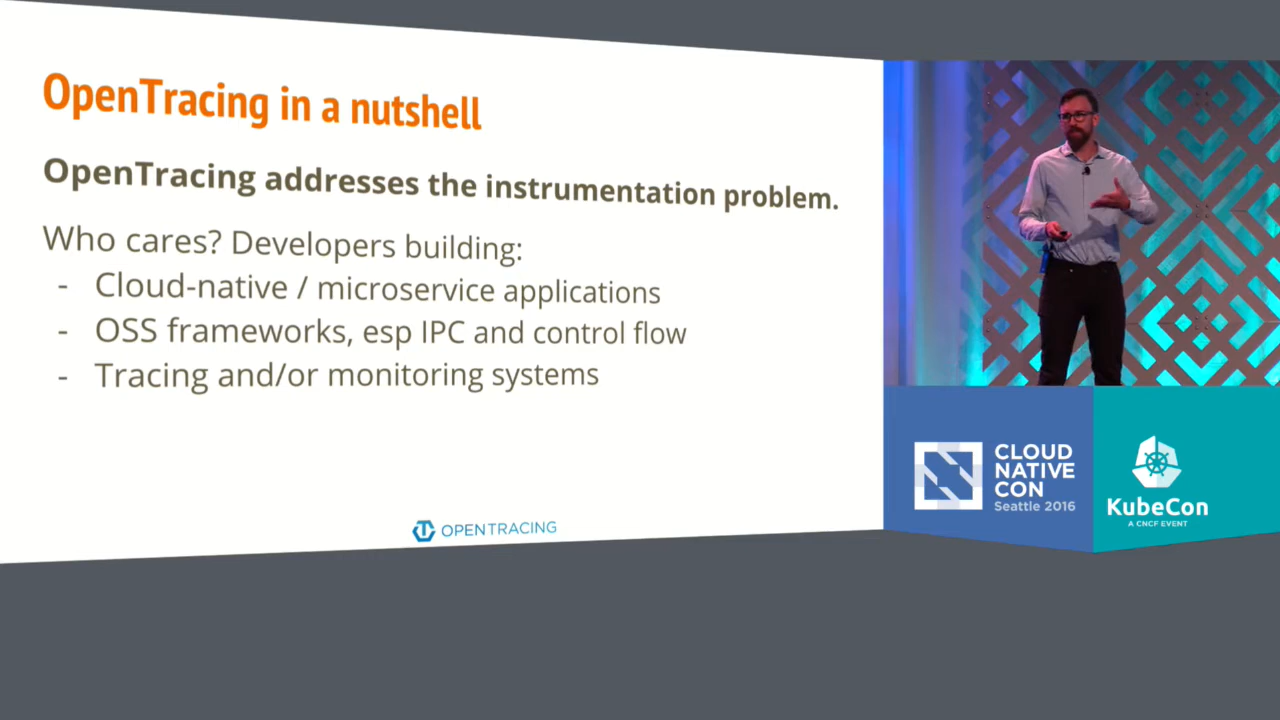 OpenTracing in a nutshell
OpenTracing addresses the instrumentation problem.
Who cares? Developers building:
- Cloud-native / microservice applications
- OSS frameworks, esp IPC and control flow
- Tracing and/or monitoring systems
OPENTRACING
CLOUD
NATIVE
CON
Seattle 2016
KubeCon
A CNCF EVENT